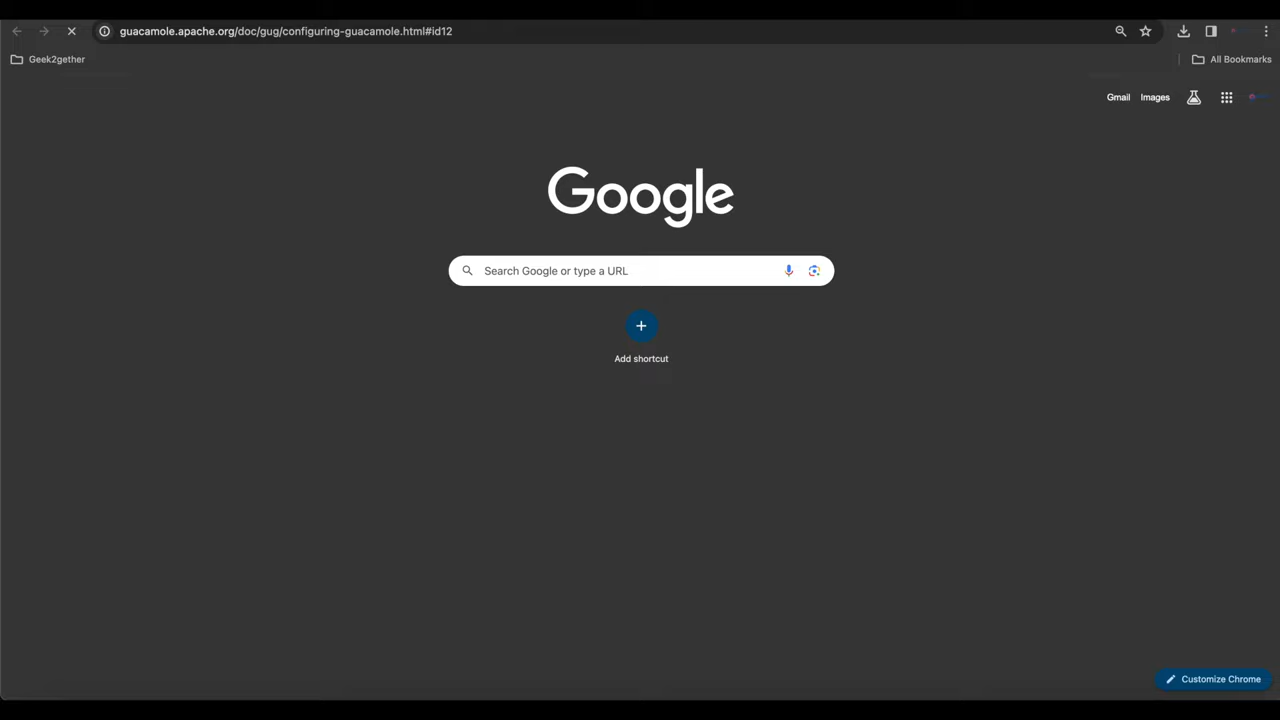 guacamole.apache.org/doc/gug/configuring-guacamole.html#id12
Geek2gether
All Bookmarks
Gmail
Images
Google
Search Google or type a URL
Add shortcut
Customize Chrome